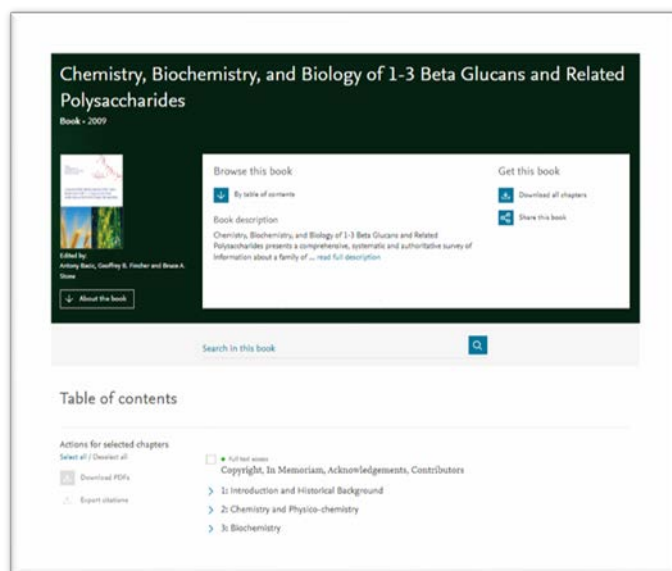 Chemistry, Biochemistry, and Biology of 1-3 Beta Glucans and Related
Polysaccharides
Book • 2009
Browse this book
By table of contents
Book description
Chemistry, Biochemistry, and Biology of 1-3 Beta Glucans and Related
Polysaccharides presents a comprehensive, systematic and authoritative survey of
information about a family of ... read full description
Get this book
Download all chapters
Share this book
Edited by:
Antony Bacic, Geoffrey B. Fincher and Bruce A.
Stone
About the book
Search in this book
Table of contents
Actions for selected chapters
Select all / Deselect all
Download PDFs
Export citations
Full text access
Copyright, In Memoriam, Acknowledgements, Contributors
1: Introduction and Historical Background
2: Chemistry and Physico-chemistry
3: Biochemistry